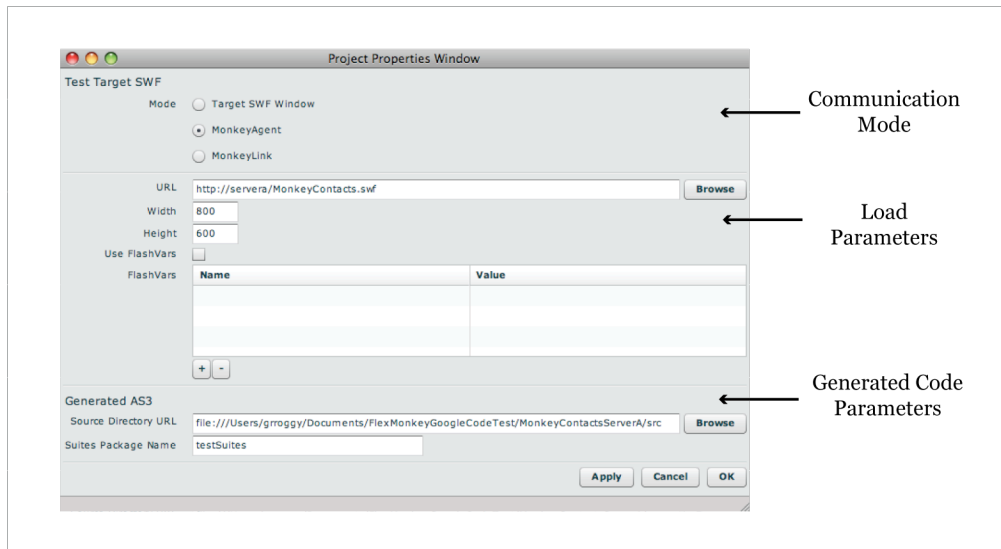 Project Properties Window
Test Target SWF
Mode
Target SWF Window
MonkeyAgent
MonkeyLink
Communication
Mode
URL
http://servera/MonkeyContacts.swf
Browse
Width
800
Height
600
Load
Parameters
Use FlashVars
FlashVars
Name
Value
+
-
Generated AS3
Source Directory URL
file:///Users/grroggy/Documents/FlexMonkeyGoogleCodeTest/MonkeyContactsServerA/src
Browse
Suites Package Name
testSuites
Generated Code
Parameters
Apply
Cancel
OK